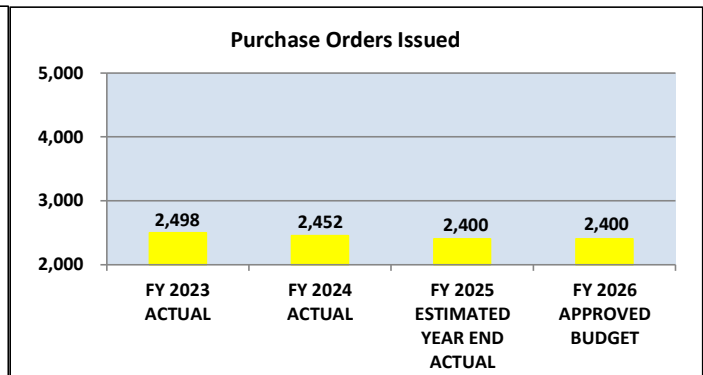 Purchase Orders Issued
5,000
4,000
3,000
2,000
2,498
2,452
2,400
2,400
FY 2023
ACTUAL
FY 2024
ACTUAL
FY 2025
ESTIMATED
YEAR END
ACTUAL
FY 2026
APPROVED
BUDGET